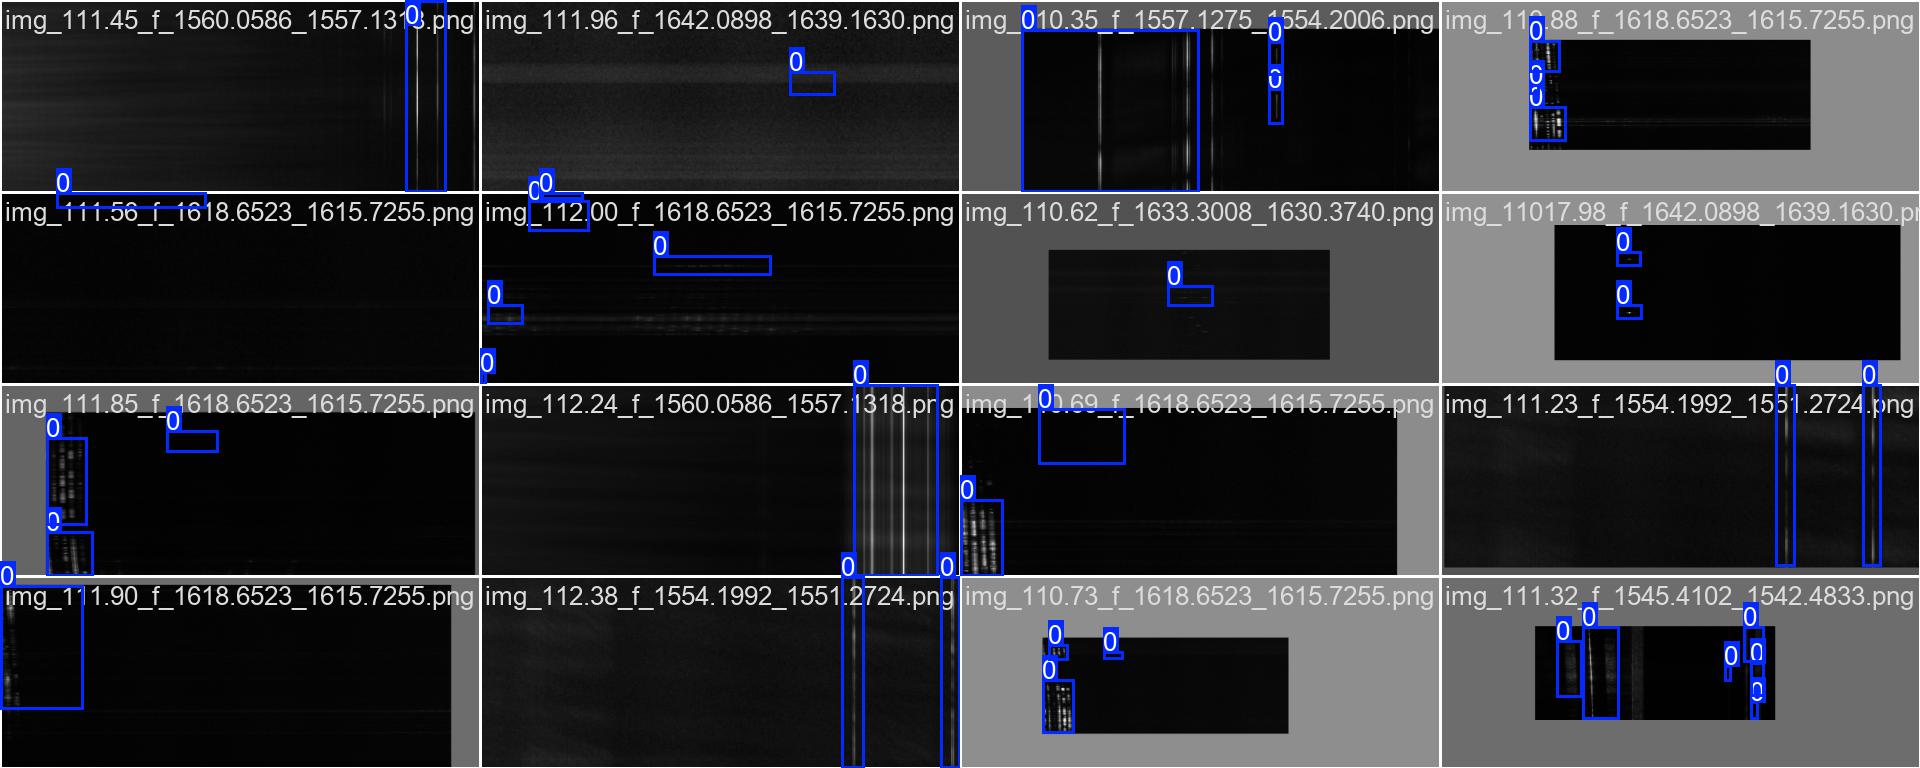 img_111.45_f_1560.0586_1557.1318.png
img_111.96_f_1642.0898_1639.1630.png
img_110.35_f_1557.1275_1554.2006.png
img_110.88_f_1618.6523_1615.7255.png
0
0
0
0
0
0
0
0
img_111.56_f_1618.6523_1615.7255.png
img_112.00_f_1618.6523_1615.7255.png
img_110.62_f_1633.3008_1630.3740.png
img_11017.98_f_1642.0898_1639.1630.pr
0
0
0
0
0
0
0
0
0
img_111.85_f_1618.6523_1615.7255.png
img_112.24_f_1560.0586_1557.1318.png
img_110.69_f_1618.6523_1615.7255.png
img_111.23_f_1554.1992_1551.2724.png
0
0
0
0
0
0
0
0
img_111.90_f_1618.6523_1615.7255.png
img_112.38_f_1554.1992_1551.2724.png
img_110.73_f_1618.6523_1615.7255.png
img_111.32_f_1545.4102_1542.4833.png
0
0
0
0
0
0
0
0
0
0
0
0